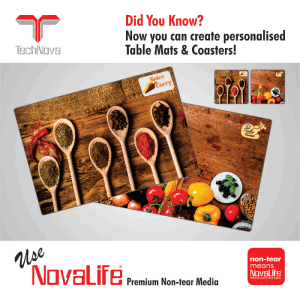 TechNova
Did You Know?
Now you can create personalised
Table Mats & Coasters!
Spice
Curry
Use
NovaLife®
Premium Non-tear Media
non-tear
means
NovaLife